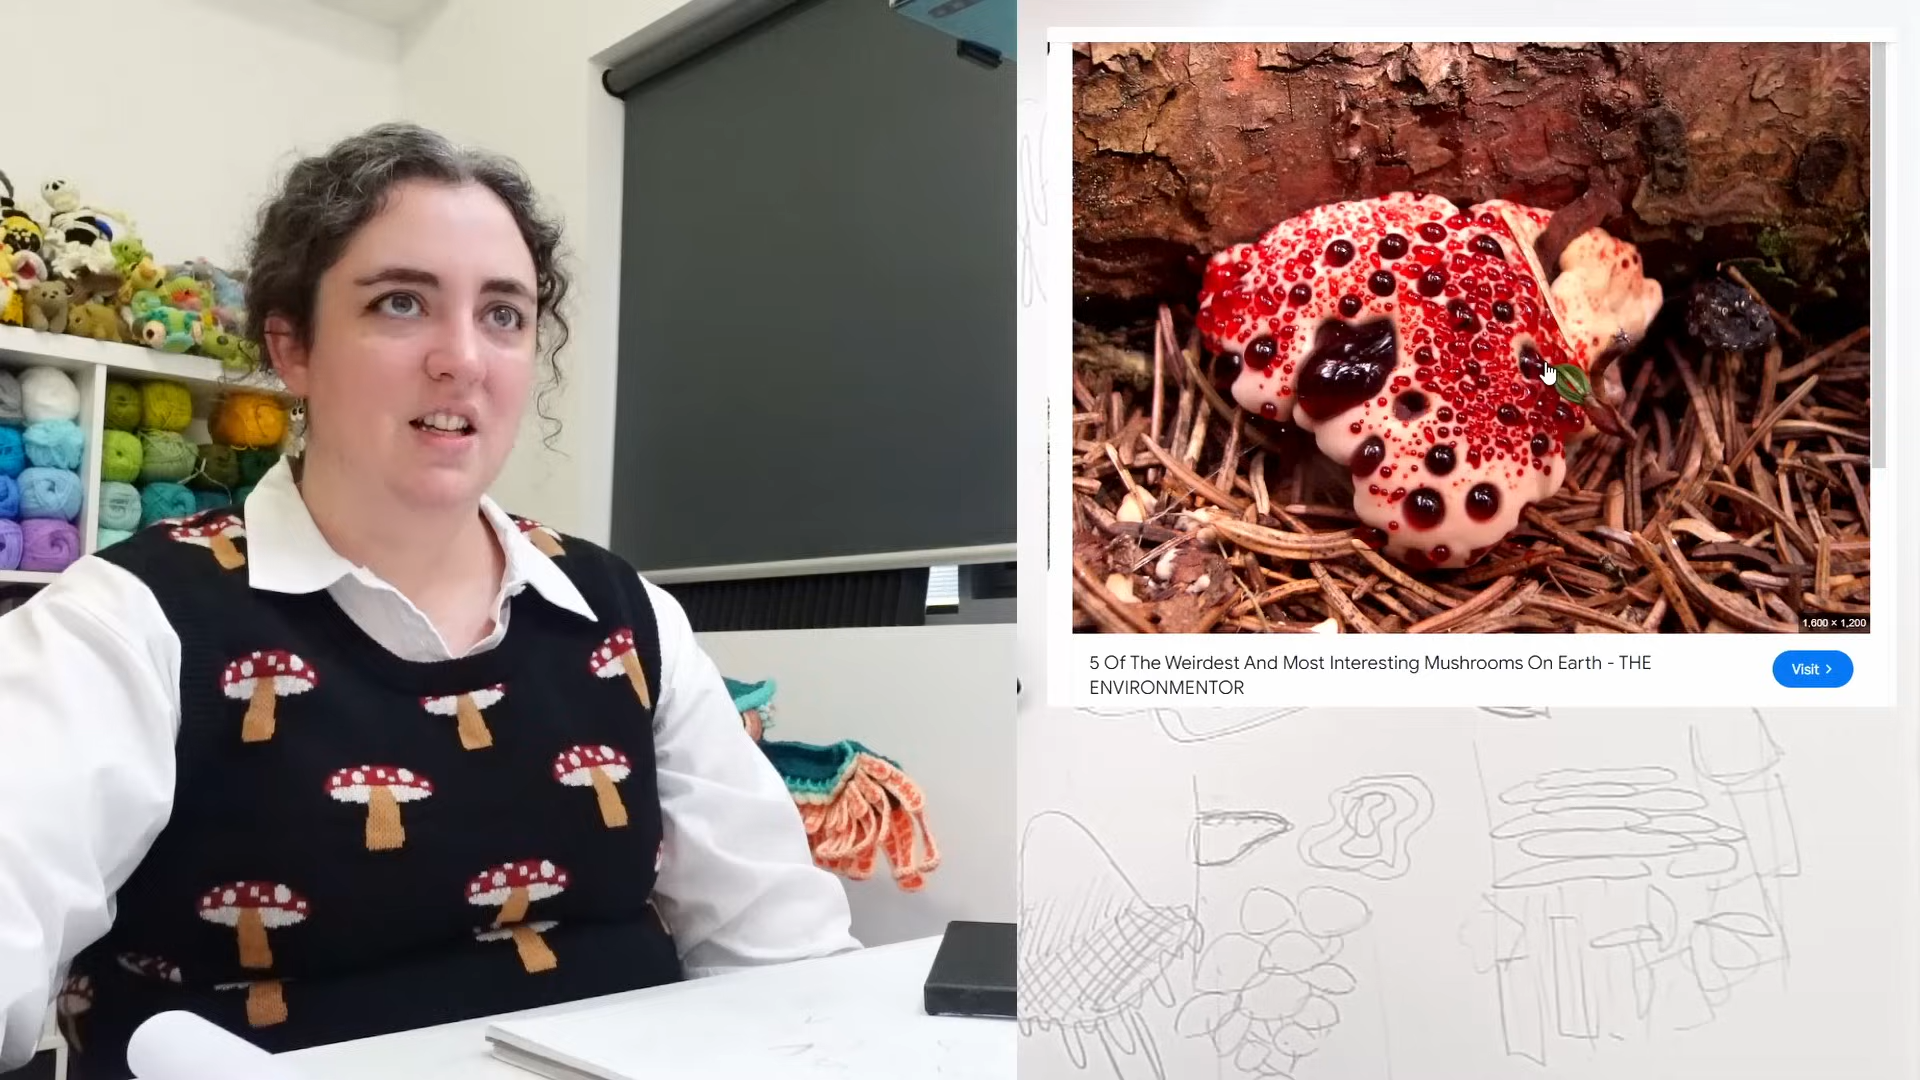 1,600 × 1,200
5 Of The Weirdest And Most Interesting Mushrooms On Earth - THE
ENVIRONMENTOR
Visit >